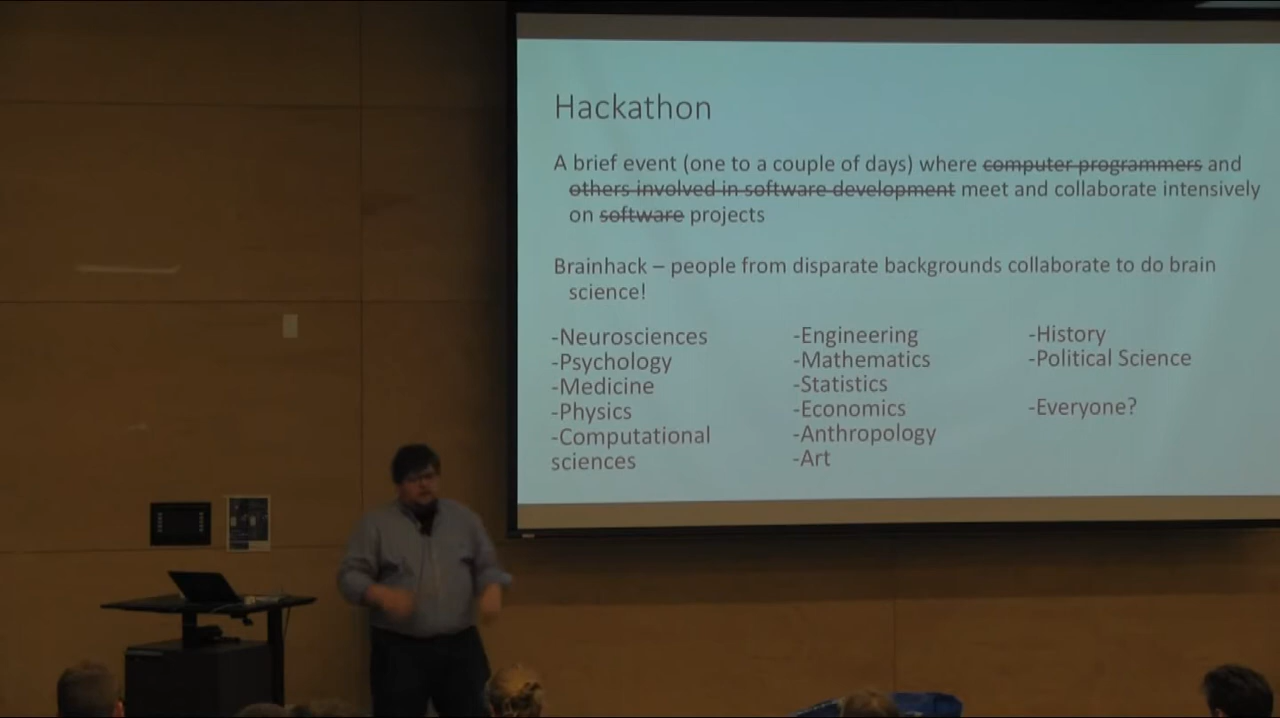 Hackathon
A brief event (one to a couple of days) where computer programmers and
others involved in software development meet and collaborate intensively
on software projects
Brainhack – people from disparate backgrounds collaborate to do brain
science!
-Neurosciences
-Psychology
-Medicine
-Physics
-Computational
sciences
-Engineering
-Mathematics
-Statistics
-Economics
-Anthropology
-Art
-History
-Political Science
-Everyone?